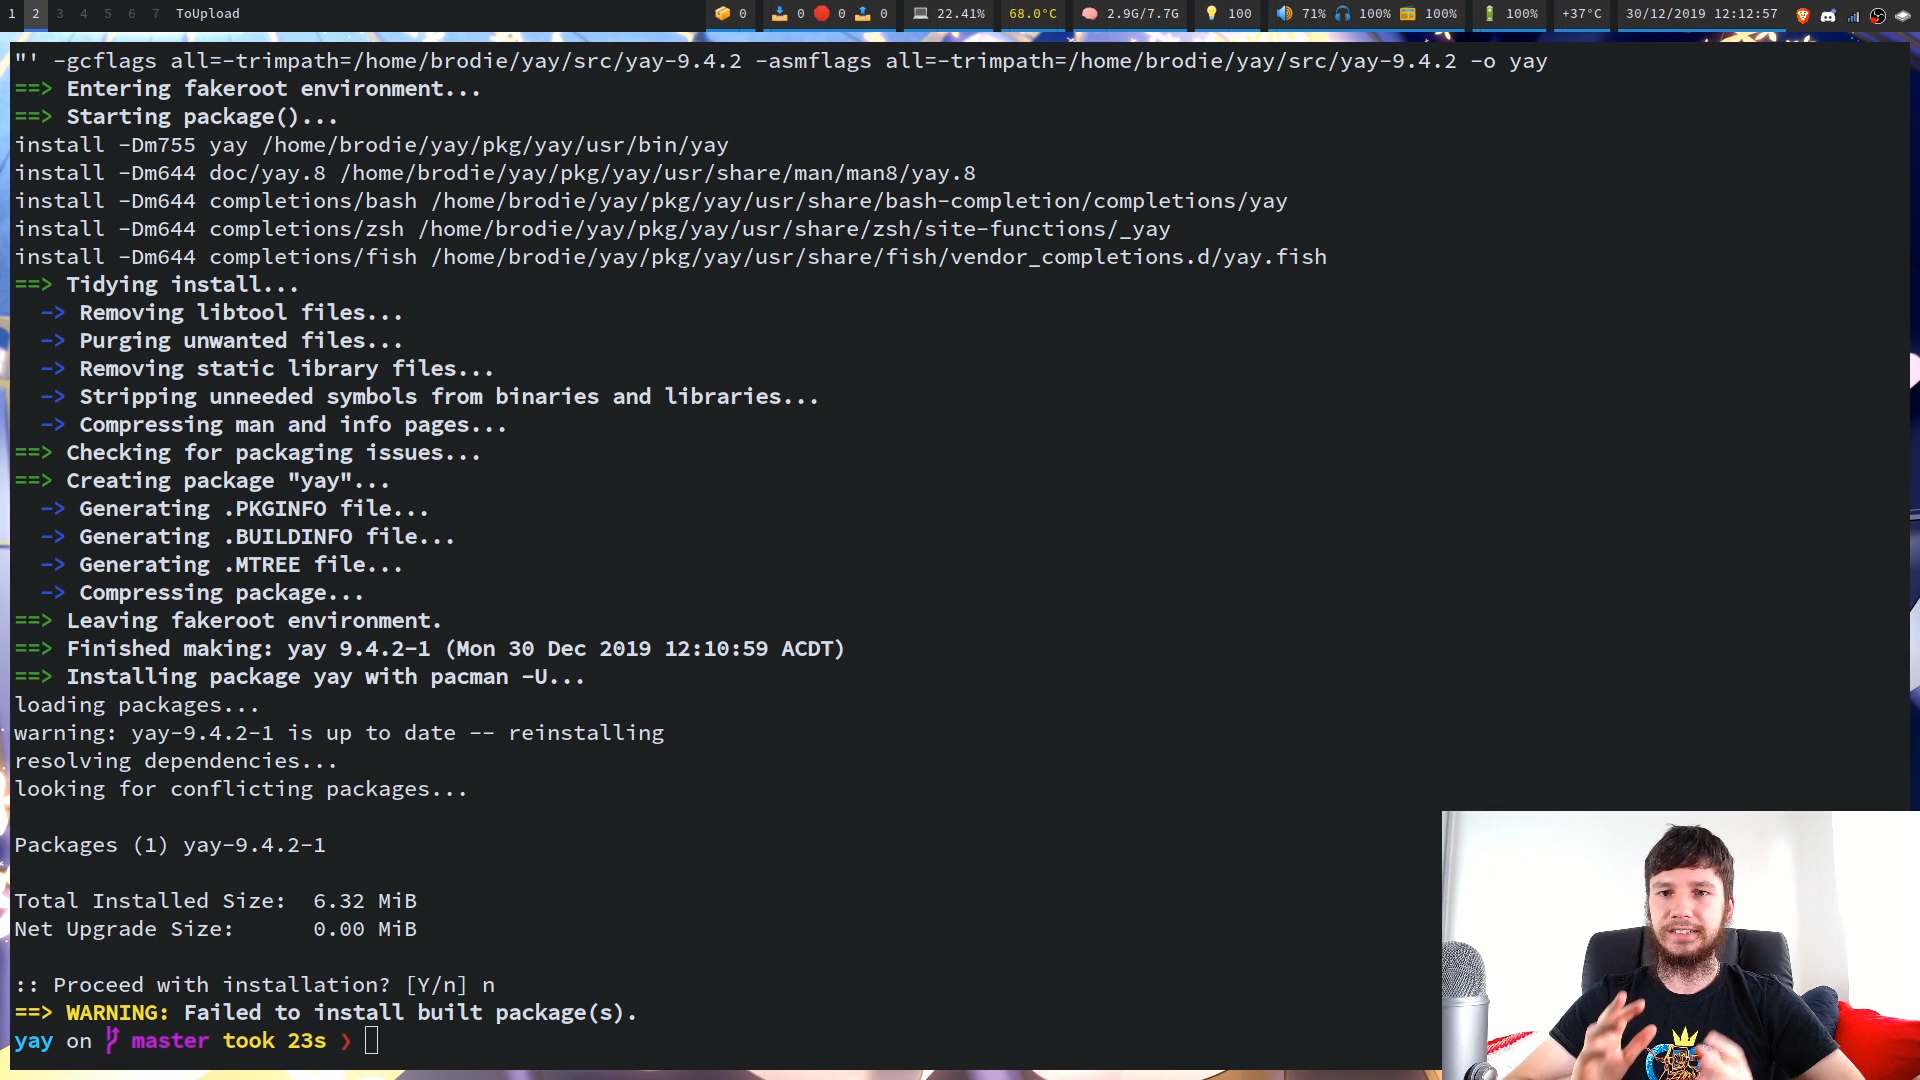 1 2 3 4 5 6 7 ToUpload 0 0 0 0 22.41% 68.0°C 2.9G/7.7G 100 71% 100% 100% 100% +37°C 30/12/2019 12:12:57
"' -gcflags all=-trimpath=/home/brodie/yay/src/yay-9.4.2 -asmflags all=-trimpath=/home/brodie/yay/src/yay-9.4.2 -o yay
==> Entering fakeroot environment...
==> Starting package()...
install -Dm755 yay /home/brodie/yay/pkg/yay/usr/bin/yay
install -Dm644 doc/yay.8 /home/brodie/yay/pkg/yay/usr/share/man/man8/yay.8
install -Dm644 completions/bash /home/brodie/yay/pkg/yay/usr/share/bash-completion/completions/yay
install -Dm644 completions/zsh /home/brodie/yay/pkg/yay/usr/share/zsh/site-functions/_yay
install -Dm644 completions/fish /home/brodie/yay/pkg/yay/usr/share/fish/vendor_completions.d/yay.fish
==> Tidying install...
-> Removing libtool files...
-> Purging unwanted files...
-> Removing static library files...
-> Stripping unneeded symbols from binaries and libraries...
-> Compressing man and info pages...
==> Checking for packaging issues...
==> Creating package "yay"...
-> Generating .PKGINFO file...
-> Generating .BUILDINFO file...
-> Generating .MTREE file...
-> Compressing package...
==> Leaving fakeroot environment.
==> Finished making: yay 9.4.2-1 (Mon 30 Dec 2019 12:10:59 ACDT)
==> Installing package yay with pacman -U...
loading packages...
warning: yay-9.4.2-1 is up to date -- reinstalling
resolving dependencies...
looking for conflicting packages...
Packages (1) yay-9.4.2-1
Total Installed Size: 6.32 MiB
Net Upgrade Size: 0.00 MiB
:: Proceed with installation? [Y/n] n
==> WARNING: Failed to install built package(s).
yay on master took 23s ❯